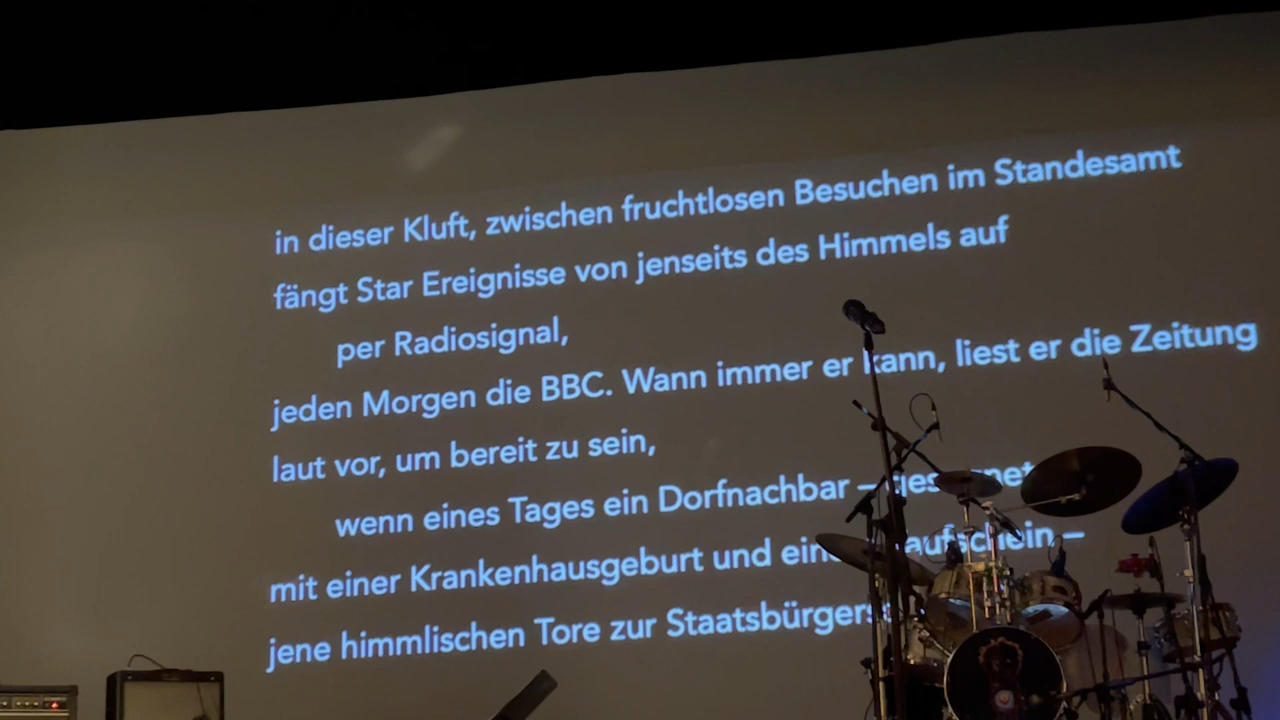 in dieser Kluft, zwischen fruchtlosen Besuchen im Standesamt
fängt Star Ereignisse von jenseits des Himmels auf
per Radiosignal,
jeden Morgen die BBC. Wann immer er kann, liest er die Zeitung
laut vor, um bereit zu sein,
wenn eines Tages ein Dorfnachbar –
mit einer Krankenhausgeburt und –
jene himmlischen Tore zur